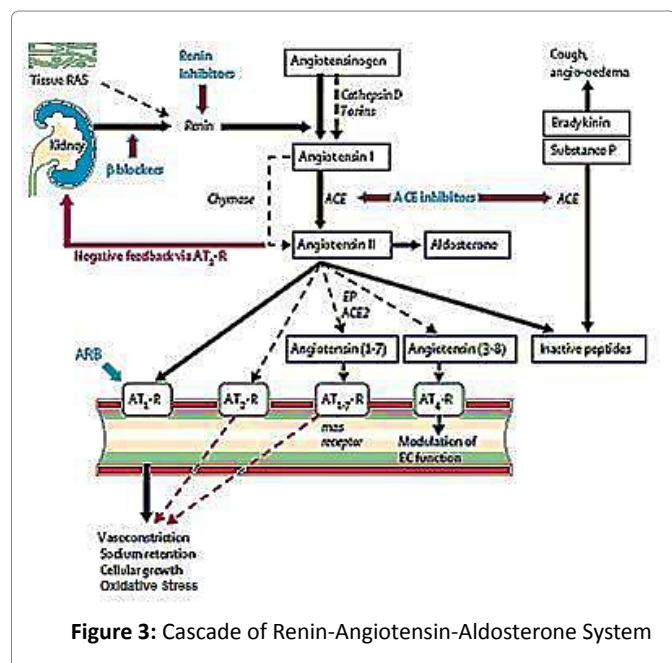 Renin
inhibitors
Angiotensinogen
Cough,
angio-oedema
Tissue RAS
Cathepsin D
Tonins
Renin
Bradykinin
Kidney
Substance P
β blockers
Angiotensin I
Chymase
ACE
ACE inhibitors
ACE
Negative feedback via AT₁-R
Angiotensin II
Aldosterone
EP
ACE2
ARB
Angiotensin (1-7)
Angiotensin (3-8)
Inactive peptides
AT₁-R
AT₂-R
AT₁₋₇-R
AT₄-R
mas
receptor
Modulation of
EC function
Vasoconstriction
Sodium retention
Cellular growth
Oxidative Stress
Figure 3: Cascade of Renin-Angiotensin-Aldosterone System